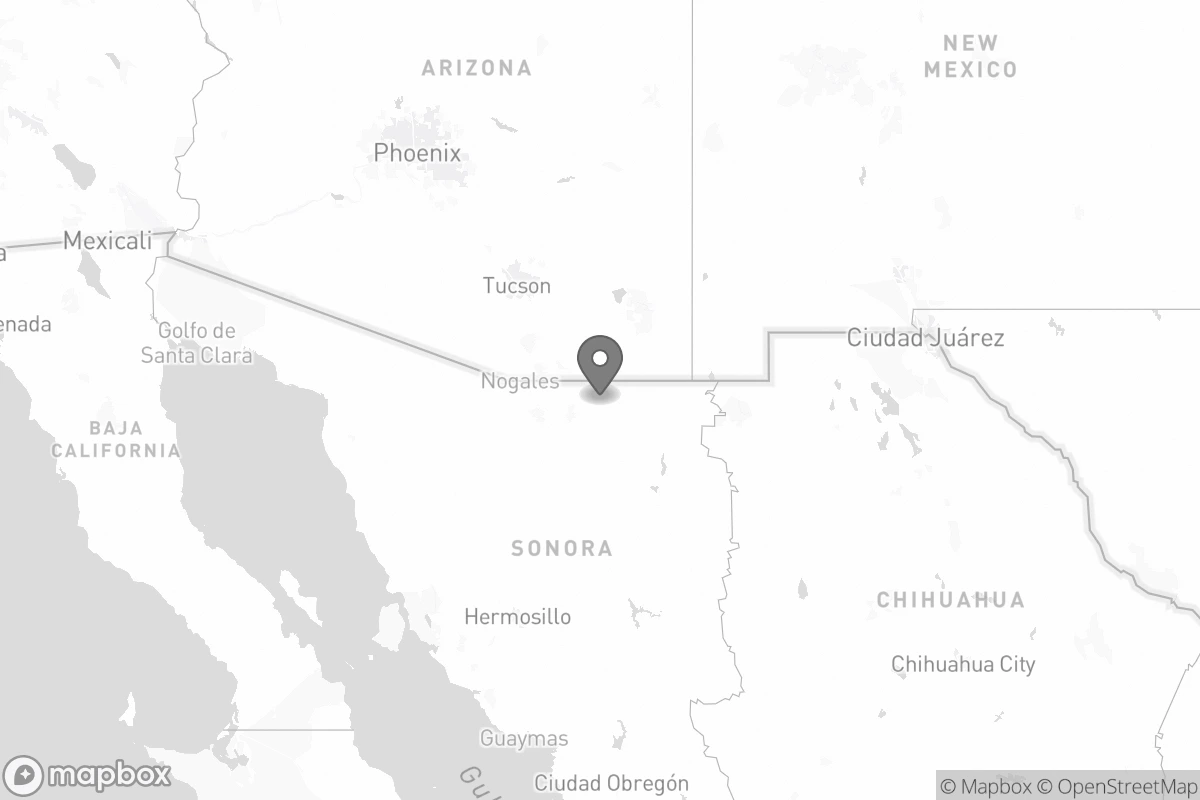 ARIZONA
NEW
MEXICO
Phoenix
Mexicali
a
Tucson
enada
Golfo de
Santa Clara
Ciudad Juárez
Nogales
BAJA
CALIFORNIA
SONORA
CHIHUAHUA
Hermosillo
Chihuahua City
Guaymas
Gul
Ciudad Obregón
mapbox
© Mapbox © OpenStreetMap